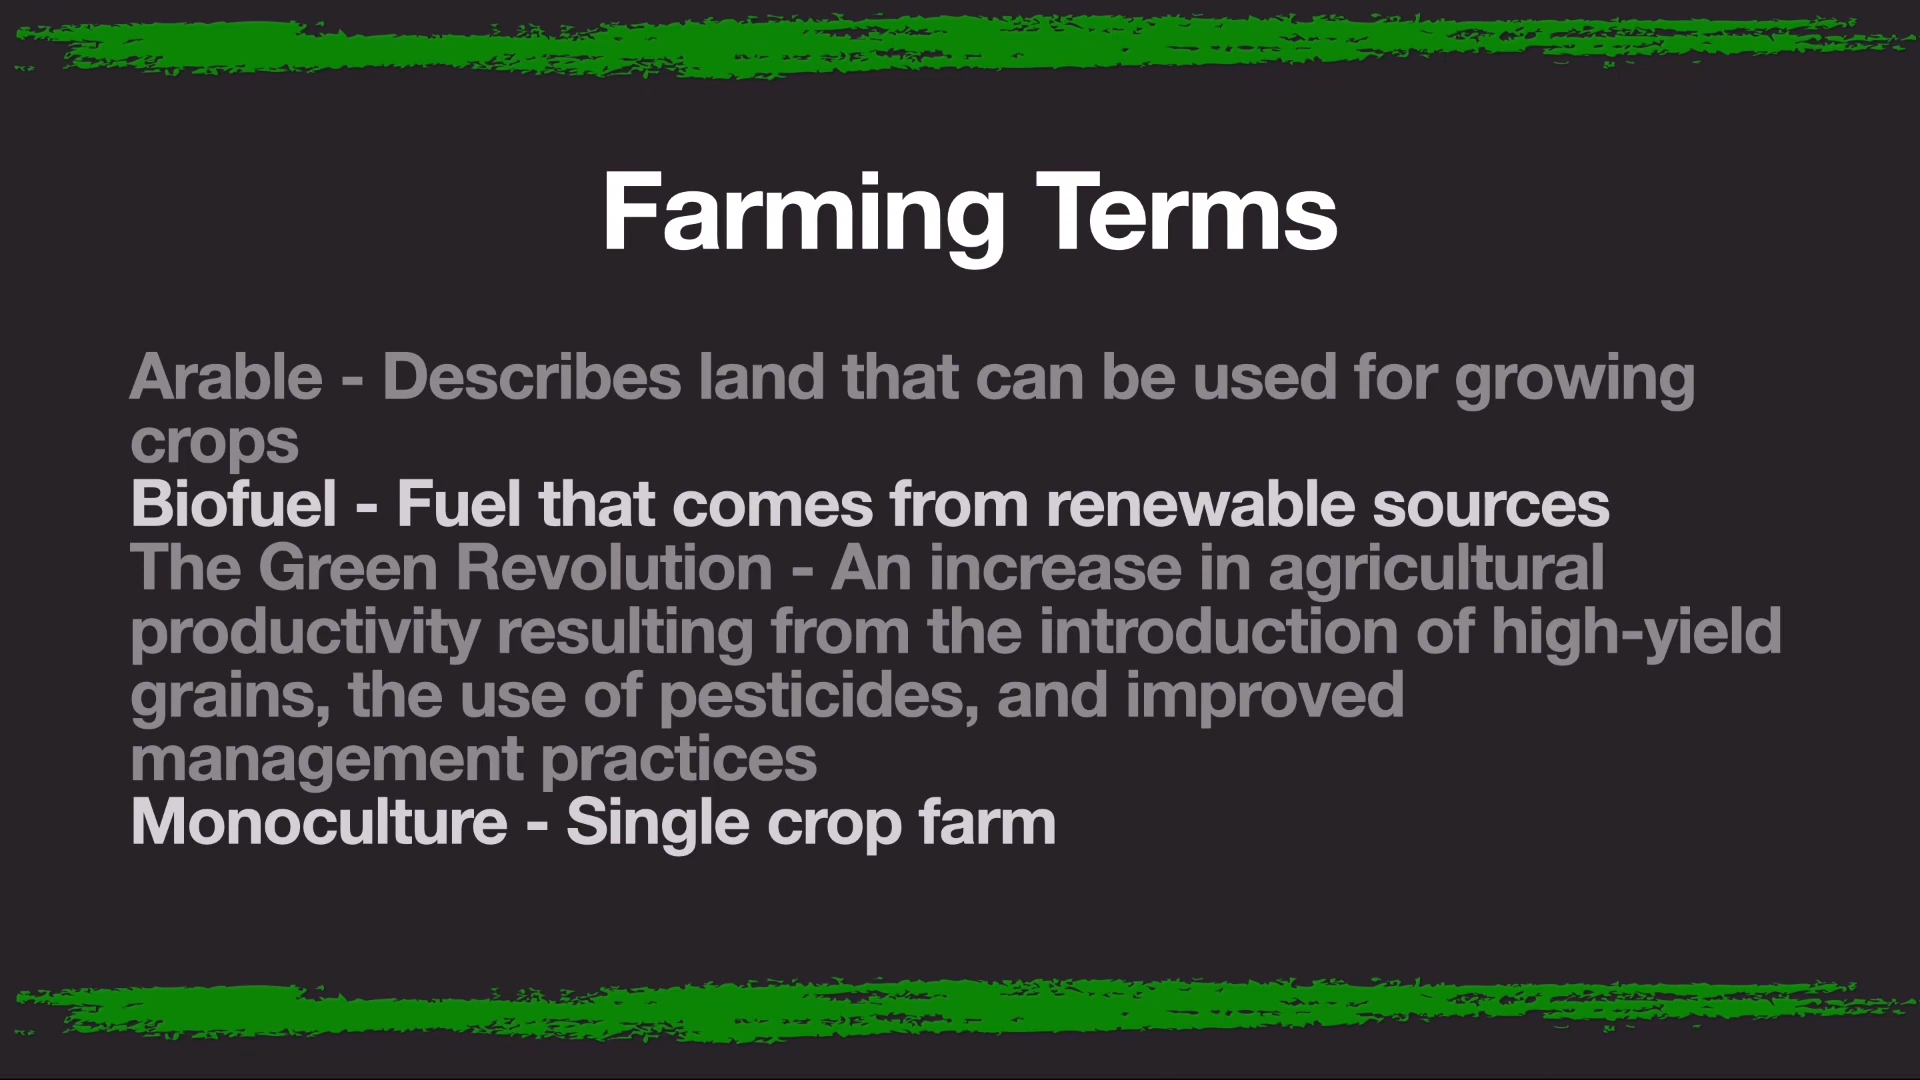 Farming Terms
Arable - Describes land that can be used for growing
crops
Biofuel - Fuel that comes from renewable sources
The Green Revolution - An increase in agricultural
productivity resulting from the introduction of high-yield
grains, the use of pesticides, and improved
management practices
Monoculture - Single crop farm